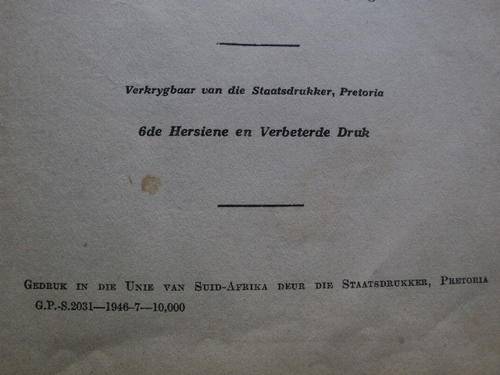 Verkrygbaar van die Staatsdrukker, Pretoria
6de Hersiene en Verbeterde Druk
Gedruk in die Unie van Suid-Afrika deur die Staatsdrukker, Pretoria
G.P.-S.2031—1946-7—10,000